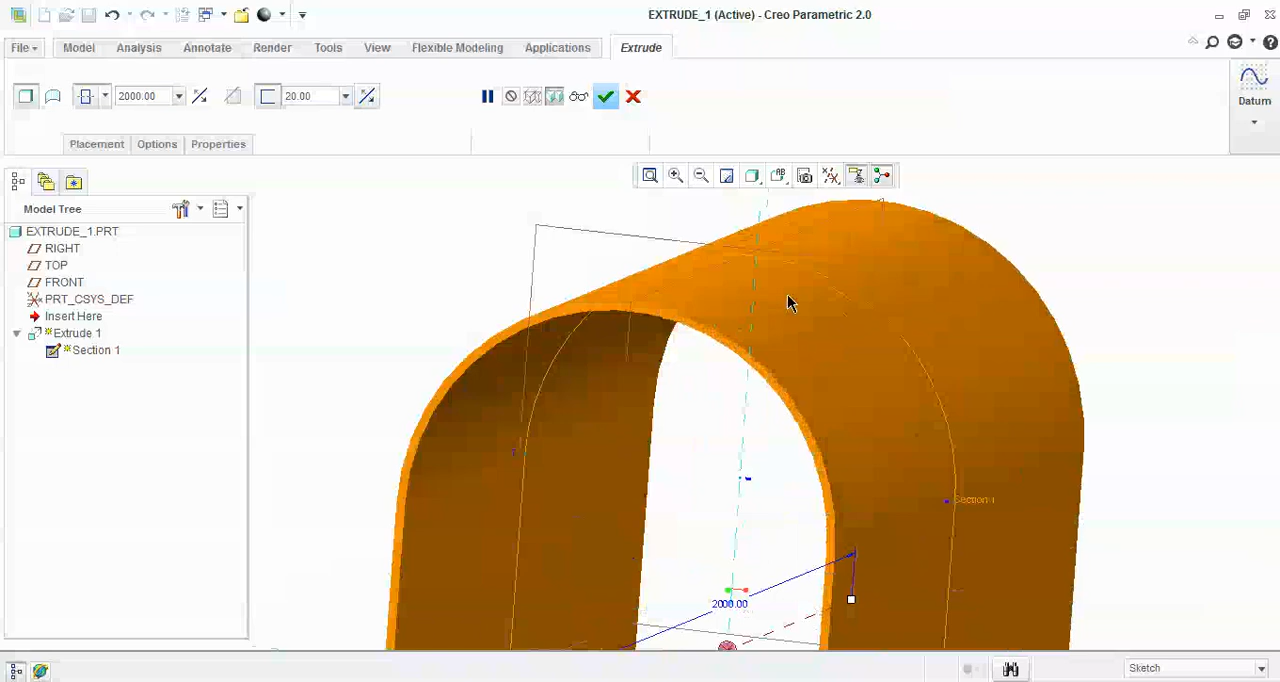 EXTRUDE_1 (Active) - Creo Parametric 2.0
File Model Analysis Annotate Render Tools View Flexible Modeling Applications Extrude
2000.00 20.00
Datum
Placement Options Properties
Model Tree
EXTRUDE_1.PRT
RIGHT
TOP
FRONT
PRT_CSYS_DEF
Insert Here
Extrude 1
Section 1
Section 1
2000.00
Sketch